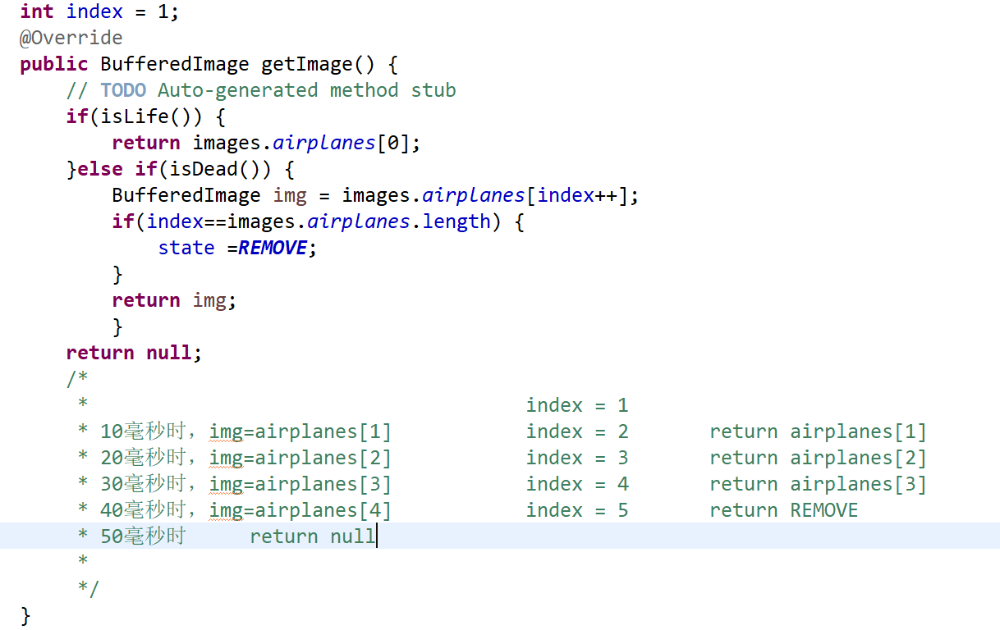 int index = 1;
@Override
public BufferedImage getImage() {
// TODO Auto-generated method stub
if(isLife()) {
return images.airplanes[0];
}else if(isDead()) {
BufferedImage img = images.airplanes[index++];
if(index==images.airplanes.length) {
state =REMOVE;
}
return img;
}
return null;
/*
* index = 1
* 10毫秒时，img=airplanes[1] index = 2 return airplanes[1]
* 20毫秒时，img=airplanes[2] index = 3 return airplanes[2]
* 30毫秒时，img=airplanes[3] index = 4 return airplanes[3]
* 40毫秒时，img=airplanes[4] index = 5 return REMOVE
* 50毫秒时 return null
*
*/
}